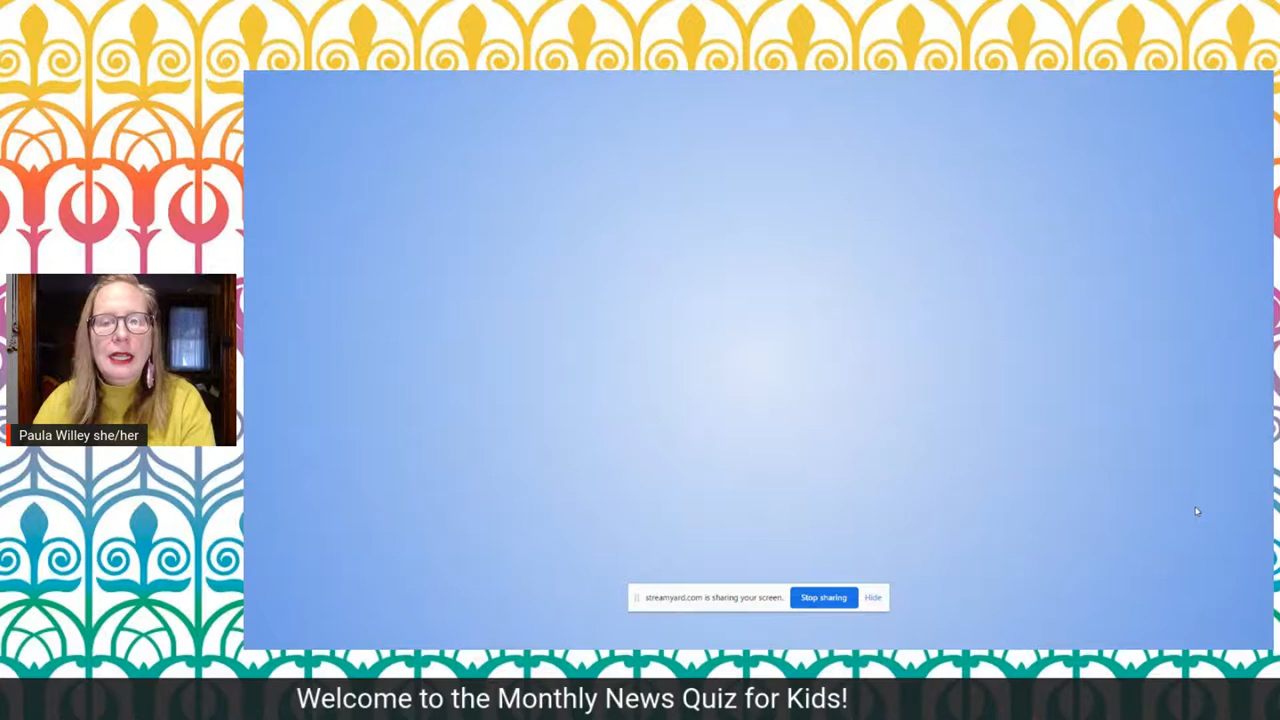 Paula Willey she/her
streamyard.com is sharing your screen. Stop sharing Hide
Welcome to the Monthly News Quiz for Kids!